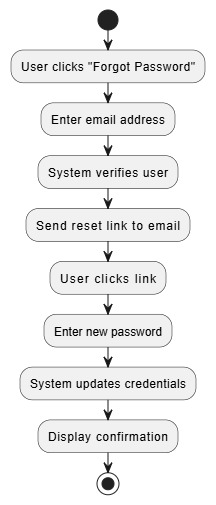 User clicks "Forgot Password"
Enter email address
System verifies user
Send reset link to email
User clicks link
Enter new password
System updates credentials
Display confirmation